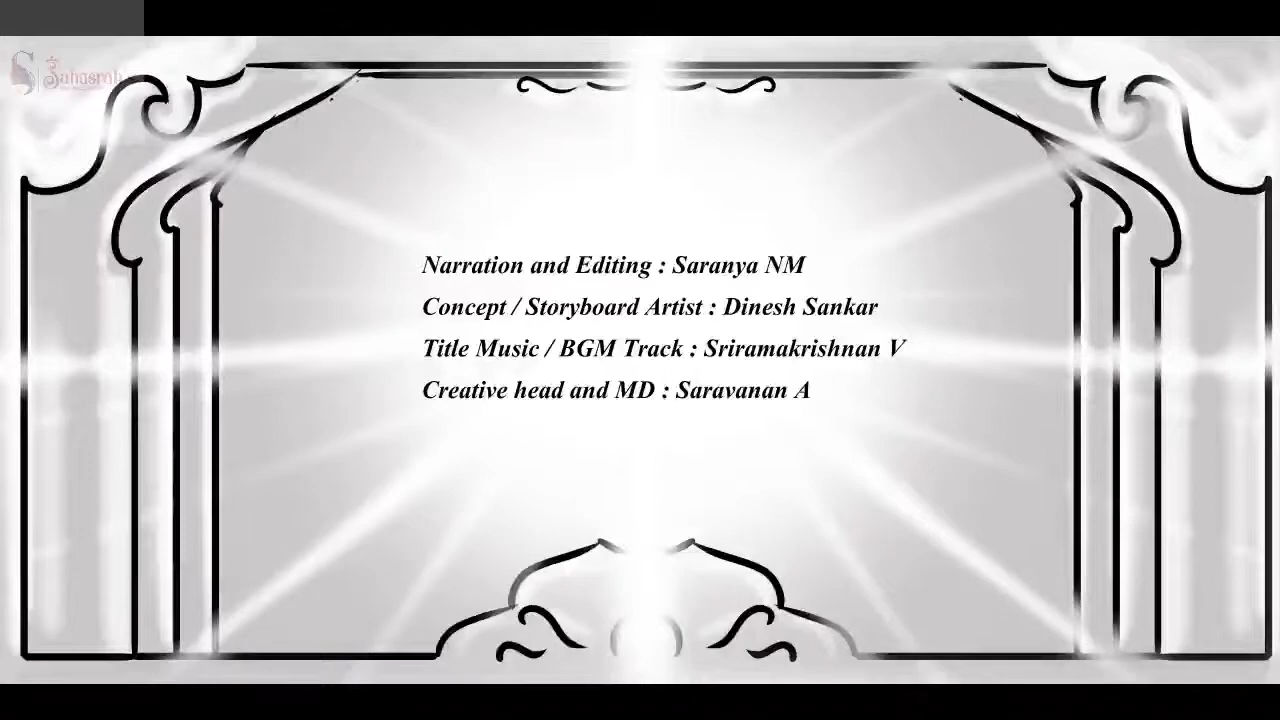 Sahasrah
Narration and Editing : Saranya NM
Concept / Storyboard Artist : Dinesh Sankar
Title Music / BGM Track : Sriramakrishnan V
Creative head and MD : Saravanan A